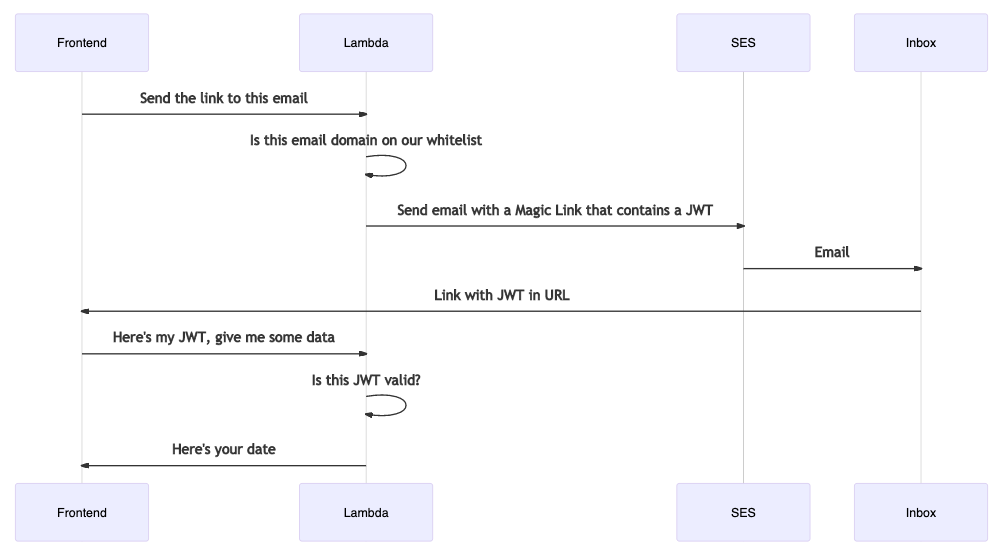 Frontend
Lambda
SES
Inbox
Send the link to this email
Is this email domain on our whitelist
Send email with a Magic Link that contains a JWT
Email
Link with JWT in URL
Here's my JWT, give me some data
Is this JWT valid?
Here's your date
Frontend
Lambda
SES
Inbox